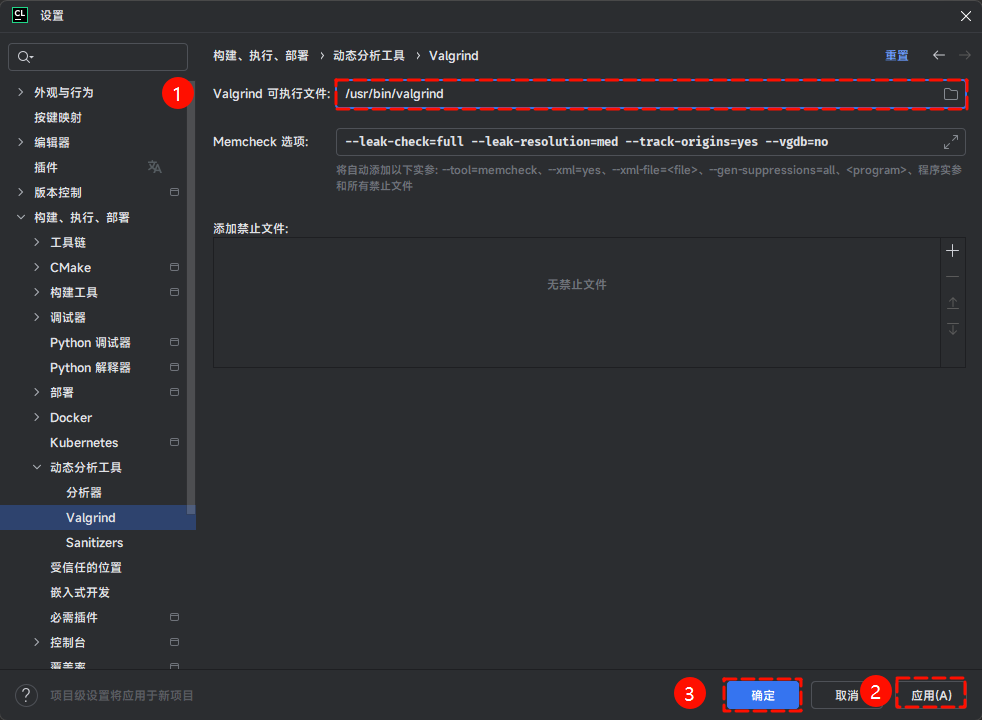 CL 设置
构建、执行、部署 › 动态分析工具 › Valgrind 重置
外观与行为
1 Valgrind 可执行文件: /usr/bin/valgrind
按键映射
编辑器
Memcheck 选项: --leak-check=full --leak-resolution=med --track-origins=yes --vgdb=no
插件
将自动添加以下实参: --tool=memcheck、--xml=yes、--xml-file=<file>、--gen-suppressions=all、<program>、程序实参
和所有禁止文件
版本控制
构建、执行、部署
添加禁止文件:
工具链
CMake
无禁止文件
构建工具
调试器
Python 调试器
Python 解释器
部署
Docker
Kubernetes
动态分析工具
分析器
Valgrind
Sanitizers
受信任的位置
嵌入式开发
必需插件
控制台
覆盖率
? 项目级设置将应用于新项目
3 确定 取消 2 应用(A)